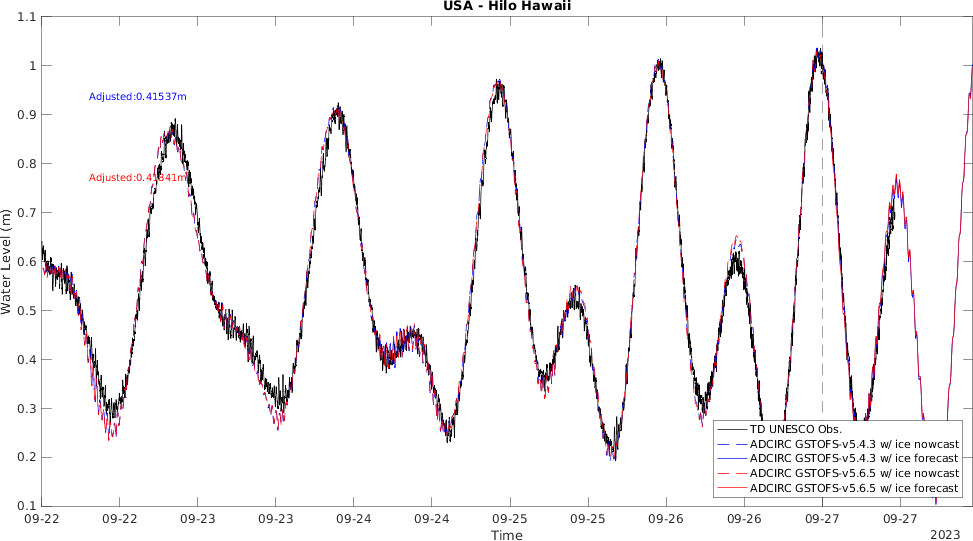 USA - Hilo Hawaii
1.1
1
0.9
0.8
0.7
0.6
0.5
0.4
0.3
0.2
0.1
Water Level (m)
Adjusted:0.41537m
Adjusted:0.41341m
TD UNESCO Obs.
ADCIRC GSTOFS-v5.4.3 w/ ice nowcast
ADCIRC GSTOFS-v5.4.3 w/ ice forecast
ADCIRC GSTOFS-v5.6.5 w/ ice nowcast
ADCIRC GSTOFS-v5.6.5 w/ ice forecast
09-22 09-22 09-23 09-23 09-24 09-24 09-25 09-25 09-26 09-26 09-27 09-27
Time
2023